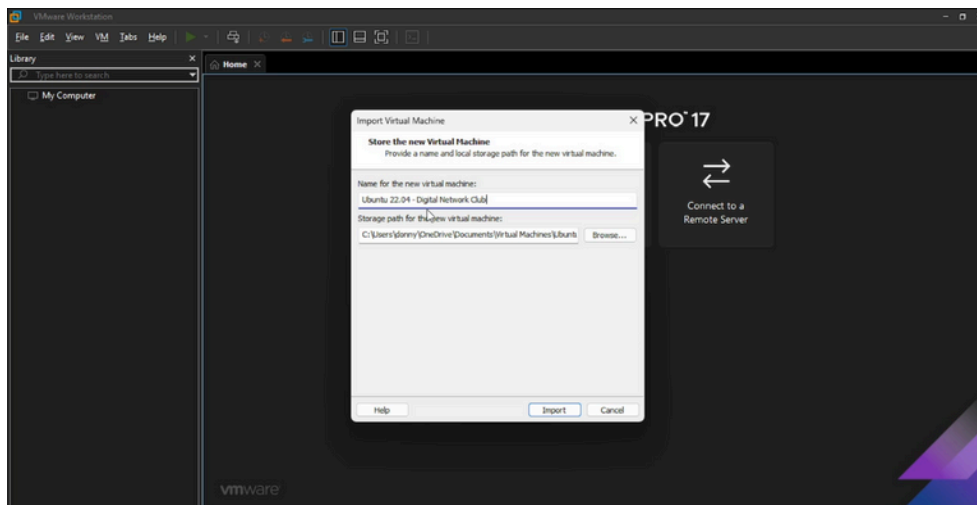 VMware Workstation
File Edit View VM Tabs Help
Library
Type here to search
My Computer
Home
PRO 17
Import Virtual Machine
Store the new Virtual Machine
Provide a name and local storage path for the new virtual machine.
Name for the new virtual machine:
Ubuntu 22.04 - Digital Network Club
Storage path for the new virtual machine:
C:\Users\danny\OneDrive\Documents\Virtual Machines\Ubunt
Browse...
Help Import Cancel
Connect to a
Remote Server
vmware